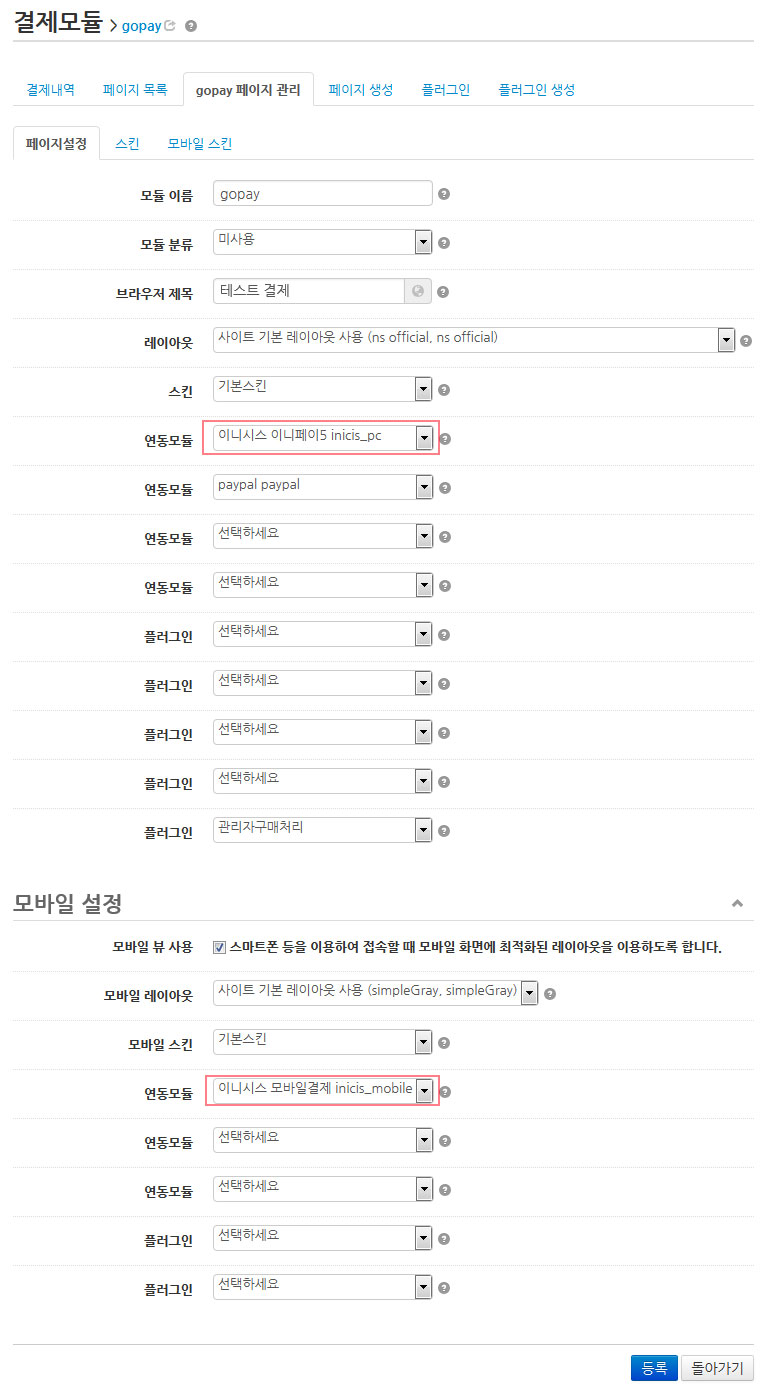 결제모듈 > gopay
결제내역 페이지 목록 gopay 페이지 관리 페이지 생성 플러그인 플러그인 생성
페이지설정 스킨 모바일 스킨
모듈 이름 gopay
모듈 분류 미사용
브라우저 제목 테스트 결제
레이아웃 사이트 기본 레이아웃 사용 (ns official, ns official)
스킨 기본스킨
연동모듈 이니시스 이니페이5 inicis_pc
연동모듈 paypal paypal
연동모듈 선택하세요
연동모듈 선택하세요
플러그인 선택하세요
플러그인 선택하세요
플러그인 선택하세요
플러그인 선택하세요
플러그인 관리자구매처리
모바일 설정
모바일 뷰 사용 스마트폰 등을 이용하여 접속할 때 모바일 화면에 최적화된 레이아웃을 이용하도록 합니다.
모바일 레이아웃 사이트 기본 레이아웃 사용 (simpleGray, simpleGray)
모바일 스킨 기본스킨
연동모듈 이니시스 모바일결제 inicis_mobile
연동모듈 선택하세요
연동모듈 선택하세요
플러그인 선택하세요
플러그인 선택하세요
등록 돌아가기